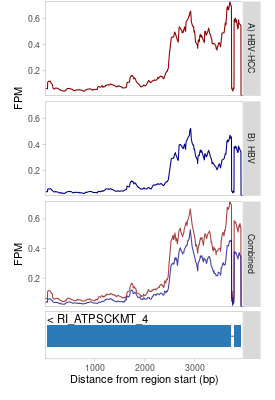 A) HBV-HCC
0.6
0.4
0.2
FPM
B) HBV
0.6
0.4
0.2
Combined
0.6
0.4
0.2
FPM
< RI_ATPSCKMT_4
1000 2000 3000
Distance from region start (bp)